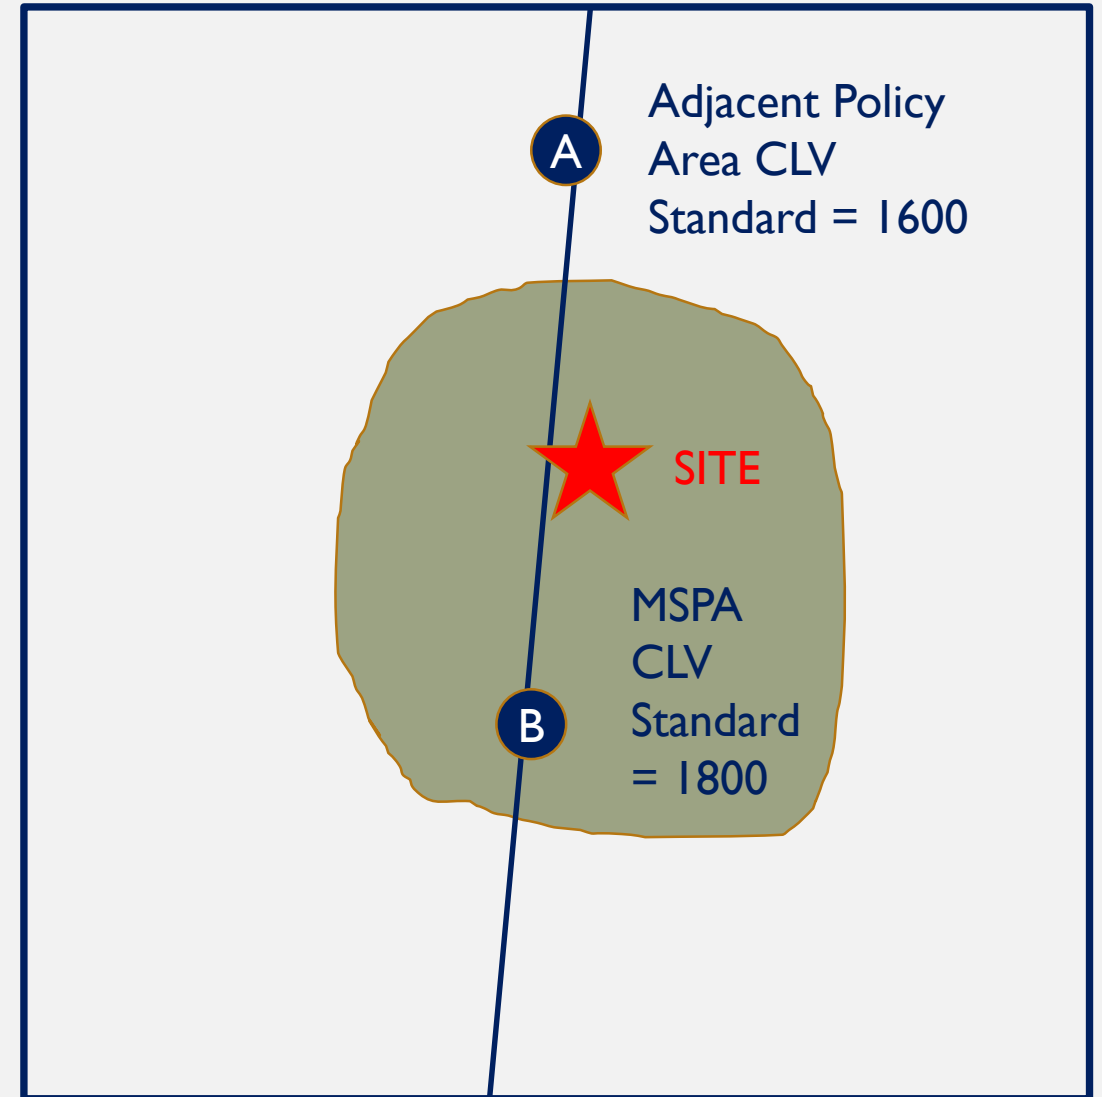 A
Adjacent Policy
Area CLV
Standard = 1600
SITE
MSPA
CLV
Standard
= 1800
B